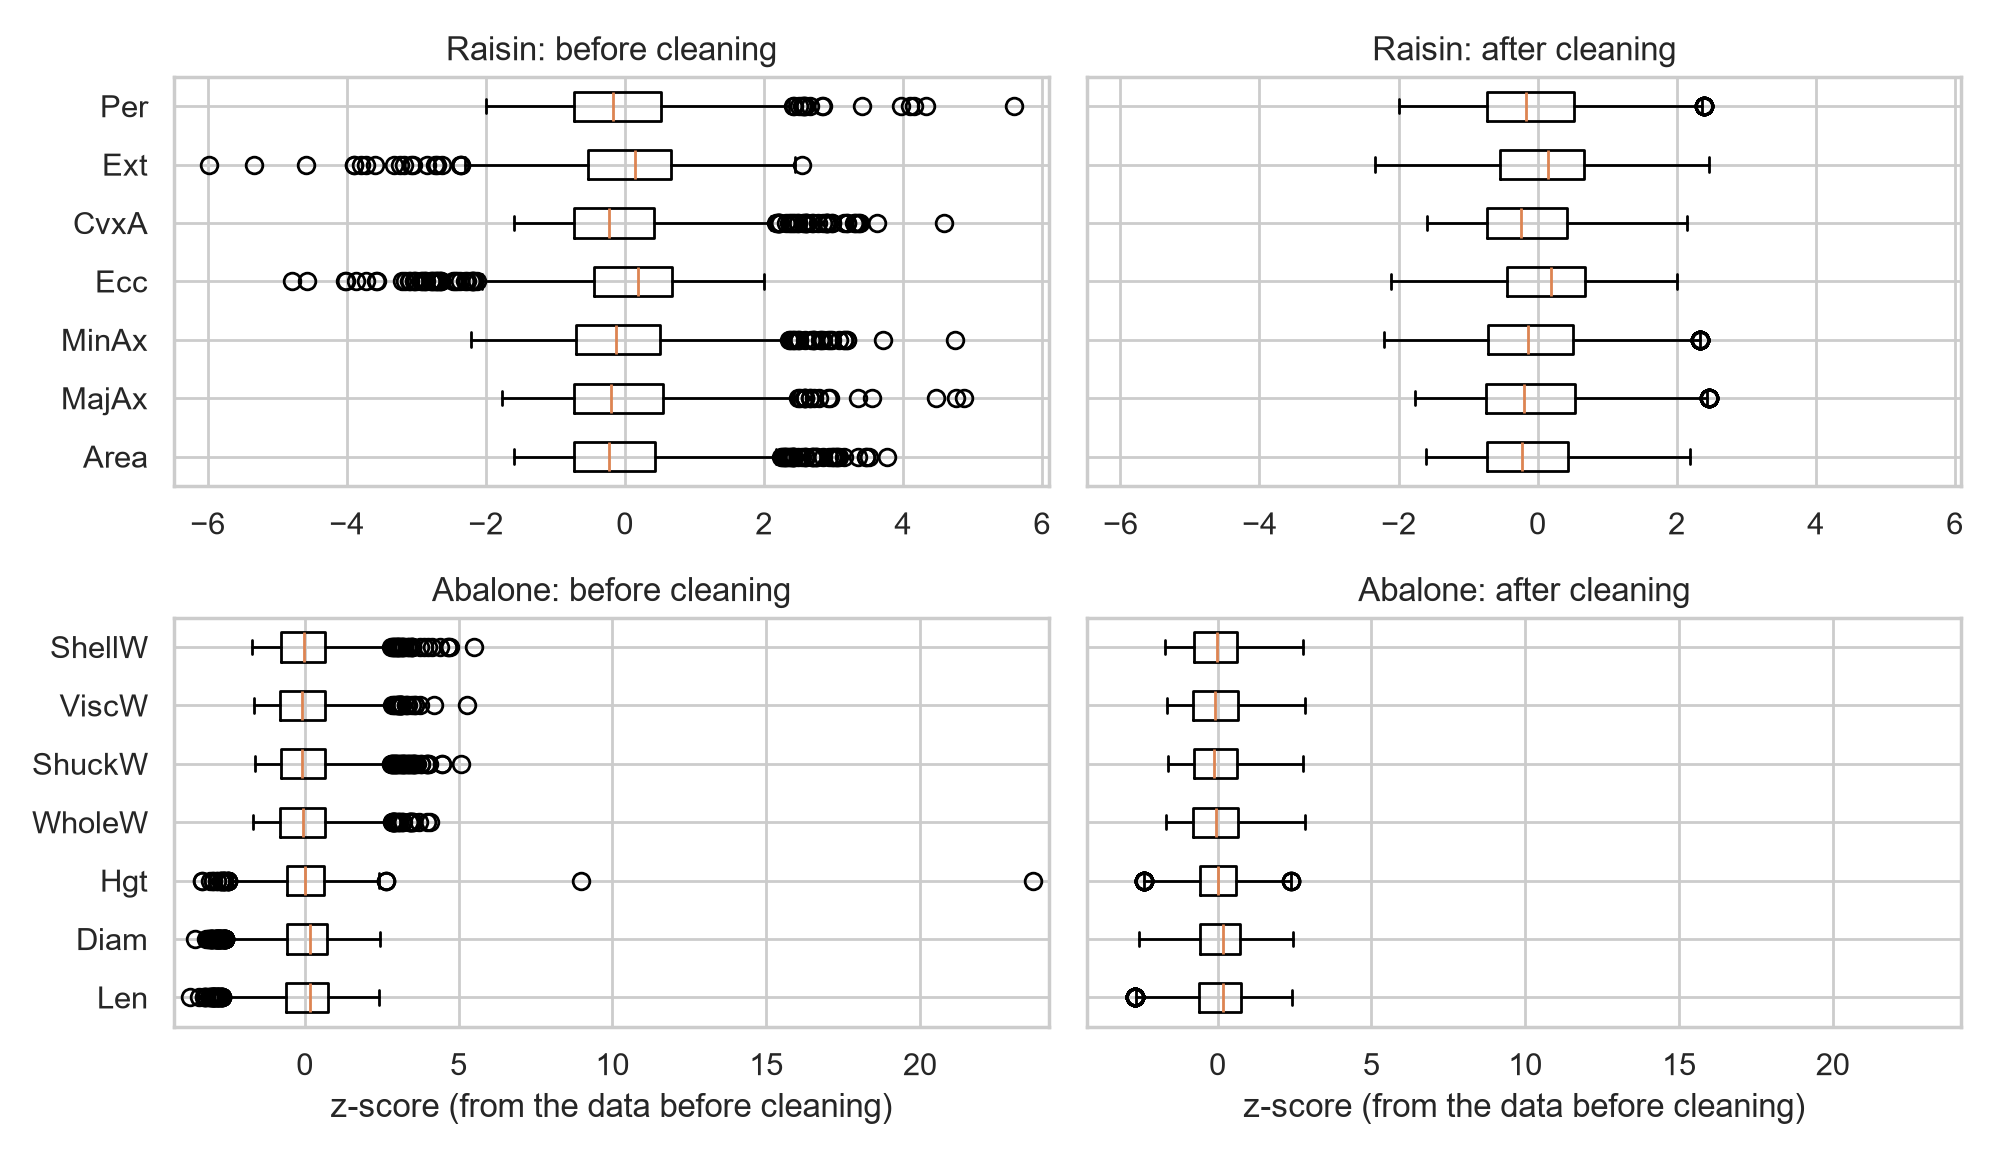 Raisin: before cleaning
Raisin: after cleaning
Per
Ext
CvxA
Ecc
MinAx
MajAx
Area
−6 −4 −2 0 2 4 6
−6 −4 −2 0 2 4 6
Abalone: before cleaning
Abalone: after cleaning
ShellW
ViscW
ShuckW
WholeW
Hgt
Diam
Len
0 5 10 15 20
0 5 10 15 20
z-score (from the data before cleaning)
z-score (from the data before cleaning)